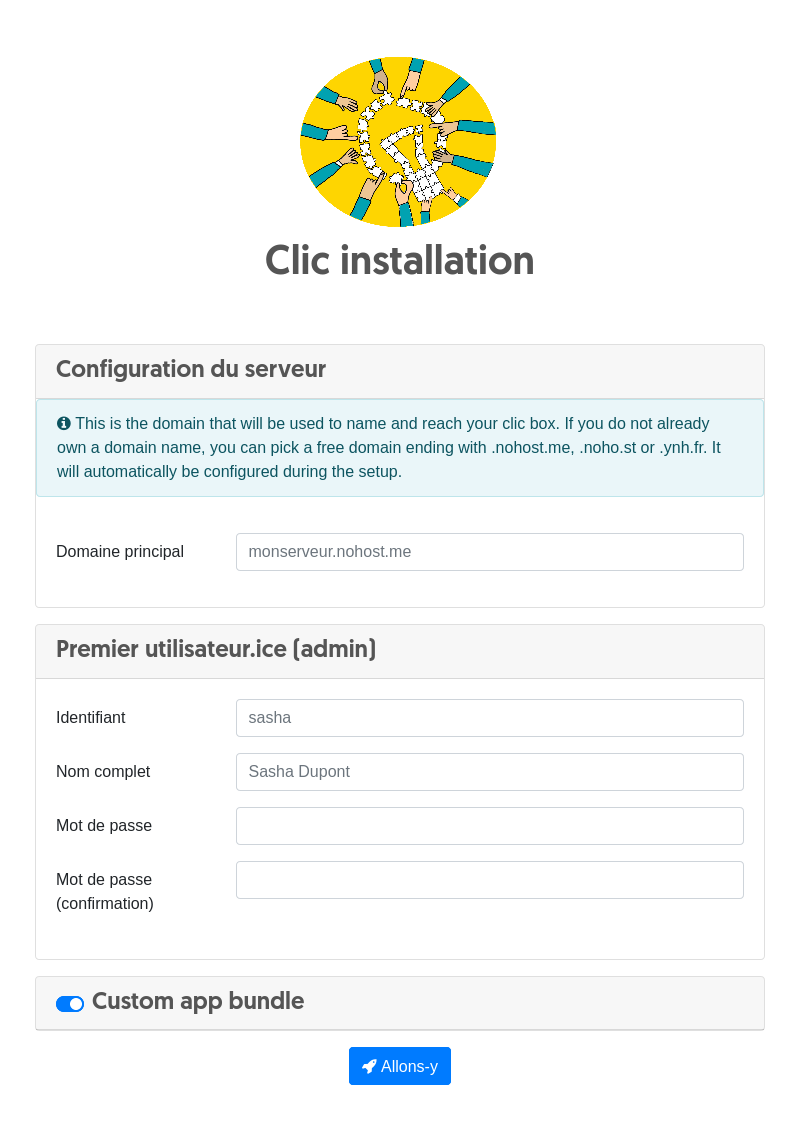 Clic installation
Configuration du serveur
This is the domain that will be used to name and reach your clic box. If you do not already
own a domain name, you can pick a free domain ending with .nohost.me, .noho.st or .ynh.fr. It
will automatically be configured during the setup.
Domaine principal monserveur.nohost.me
Premier utilisateur.ice (admin)
Identifiant sasha
Nom complet Sasha Dupont
Mot de passe
Mot de passe
(confirmation)
Custom app bundle
Allons-y